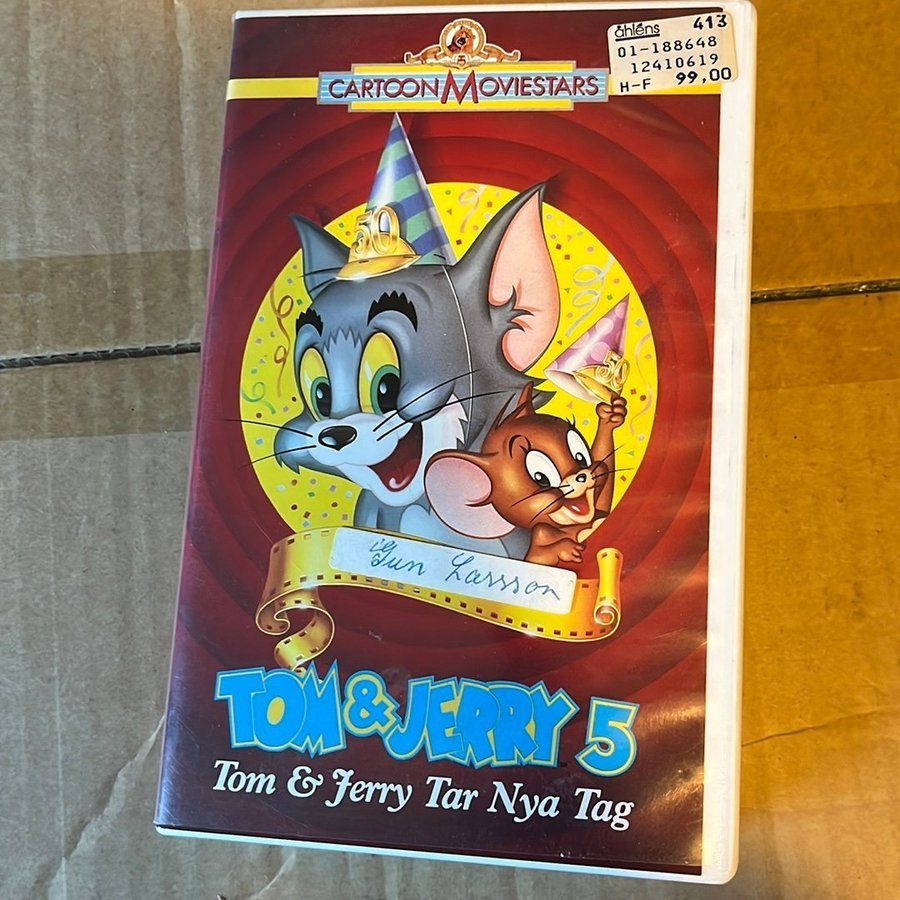 åhléns 413
01-188648
12410619
H-F 99,00
CARTOON MOVIESTARS
50
50
Gun Larsson
TOM & JERRY 5
Tom & Jerry Tar Nya Tag